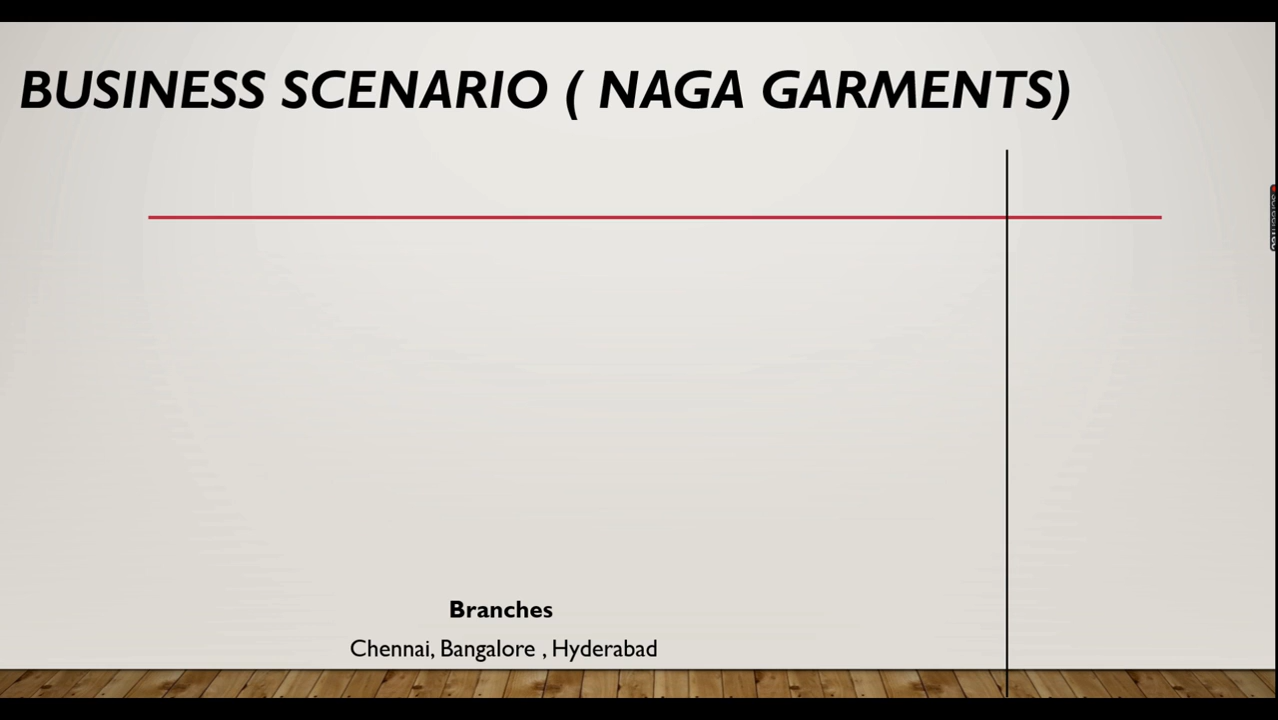 BUSINESS SCENARIO ( NAGA GARMENTS)
Branches
Chennai, Bangalore , Hyderabad